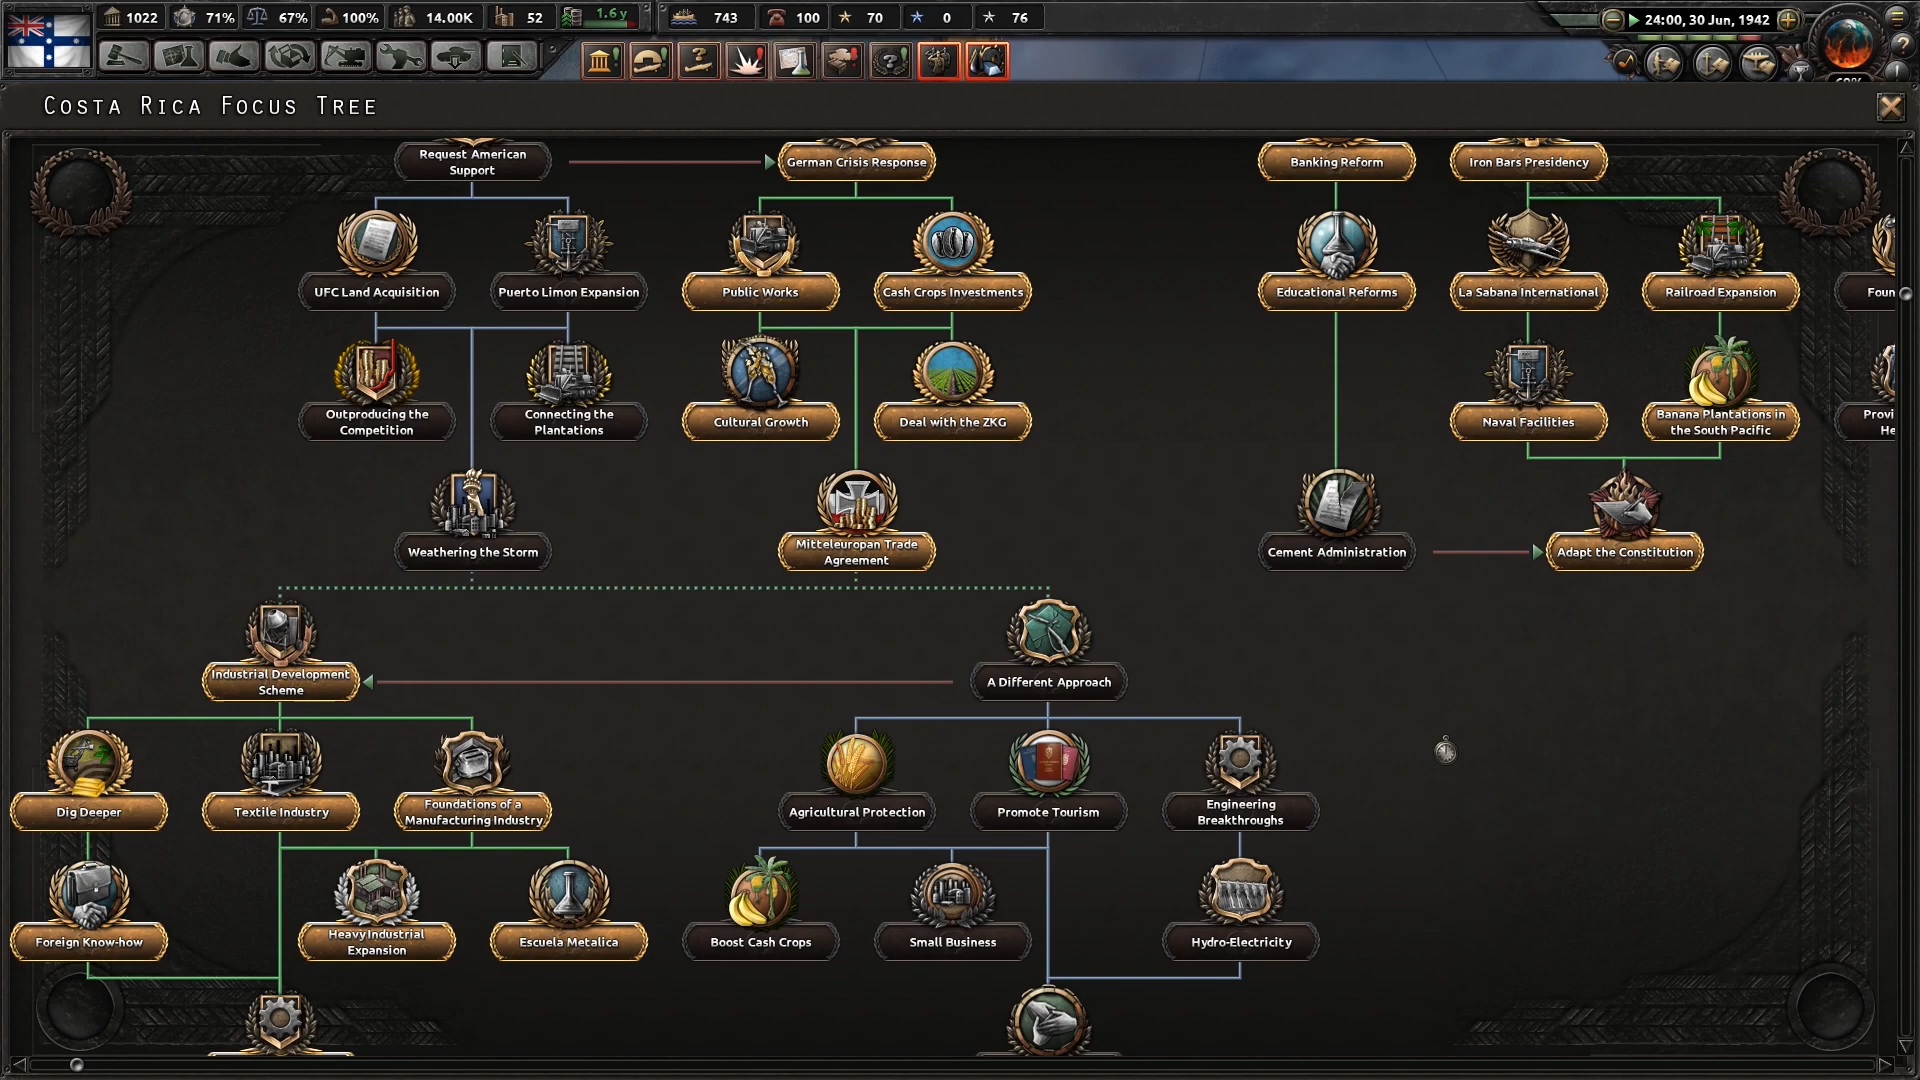 1022
71%
67%
100%
14.00K
52
1.6 y
743
100
70
0
76
24:00, 30 Jun, 1942
Costa Rica Focus Tree
Request American
Support
German Crisis Response
Banking Reform
Iron Bars Presidency
UFC Land Acquisition
Puerto Limon Expansion
Public Works
Cash Crops Investments
Educational Reforms
La Sabana International
Railroad Expansion
Foun
Outproducing the
Competition
Connecting the
Plantations
Cultural Growth
Deal with the ZKG
Naval Facilities
Banana Plantations in
the South Pacific
Provi
He
Weathering the Storm
Mitteleuropan Trade
Agreement
Cement Administration
Adapt the Constitution
Industrial Development
Scheme
A Different Approach
Dig Deeper
Textile Industry
Foundations of a
Manufacturing Industry
Agricultural Protection
Promote Tourism
Engineering
Breakthroughs
Foreign Know-how
Heavy Industrial
Expansion
Escuela Metalica
Boost Cash Crops
Small Business
Hydro-Electricity